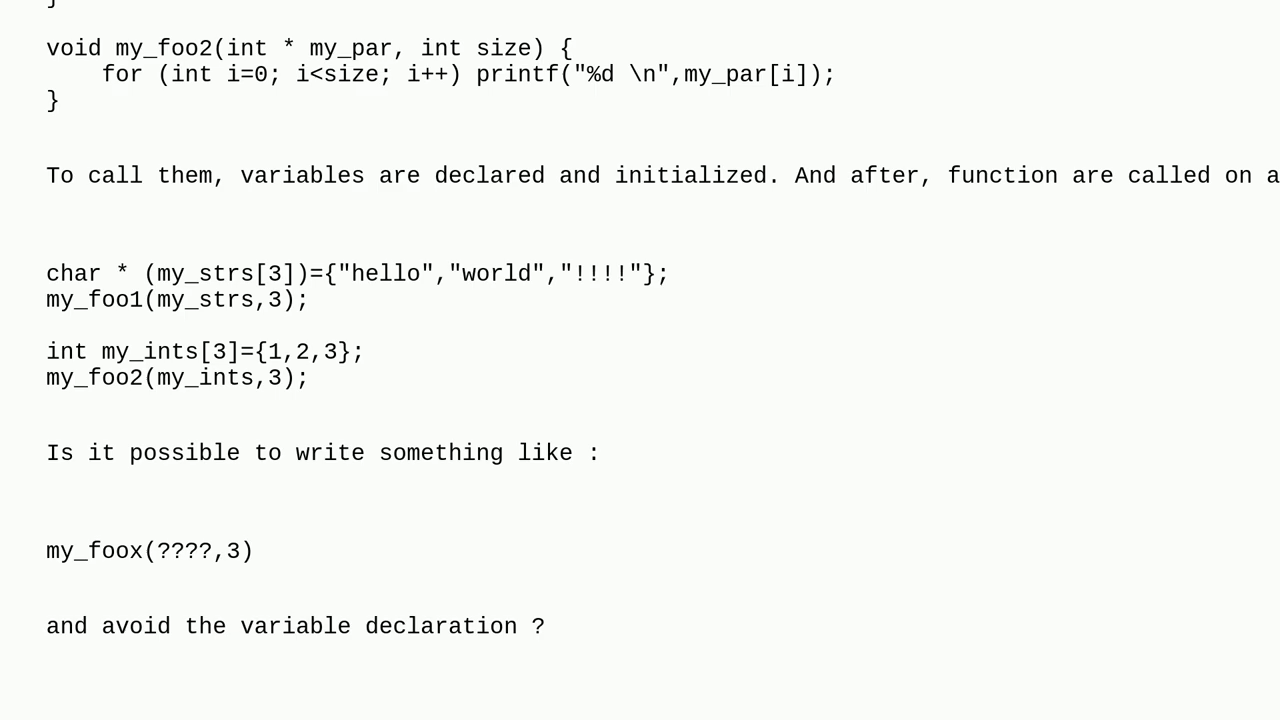 }
void my_foo2(int * my_par, int size) {
    for (int i=0; i<size; i++) printf("%d \n",my_par[i]);
}
To call them, variables are declared and initialized. And after, function are called on a
char * (my_strs[3])={"hello","world","!!!!"};
my_foo1(my_strs,3);
int my_ints[3]={1,2,3};
my_foo2(my_ints,3);
Is it possible to write something like :
my_foox(????,3)
and avoid the variable declaration ?